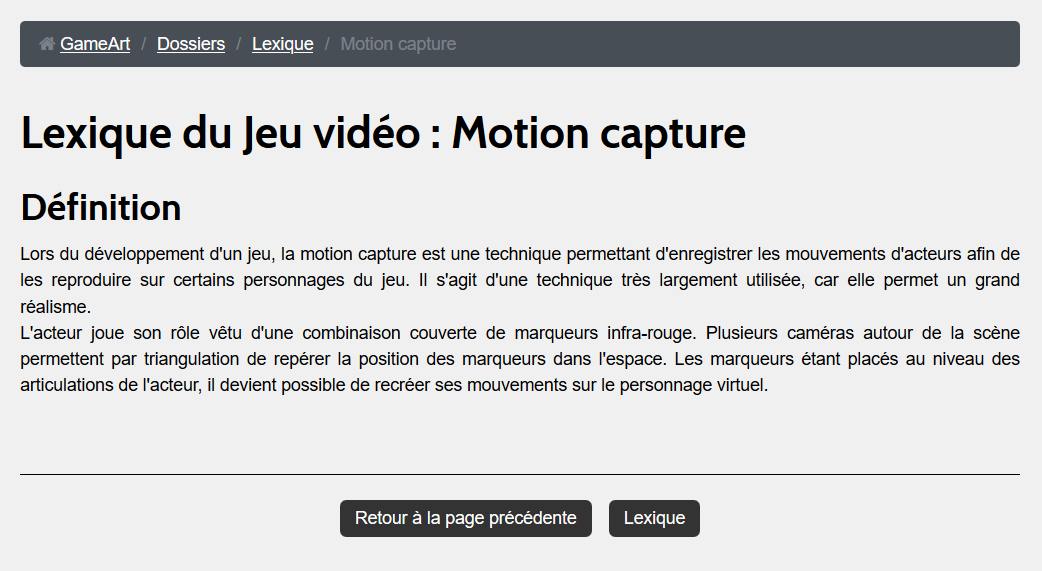 GameArt / Dossiers / Lexique / Motion capture
Lexique du Jeu vidéo : Motion capture
Définition
Lors du développement d'un jeu, la motion capture est une technique permettant d'enregistrer les mouvements d'acteurs afin de
les reproduire sur certains personnages du jeu. Il s'agit d'une technique très largement utilisée, car elle permet un grand
réalisme.
L'acteur joue son rôle vêtu d'une combinaison couverte de marqueurs infra-rouge. Plusieurs caméras autour de la scène
permettent par triangulation de repérer la position des marqueurs dans l'espace. Les marqueurs étant placés au niveau des
articulations de l'acteur, il devient possible de recréer ses mouvements sur le personnage virtuel.
Retour à la page précédente Lexique